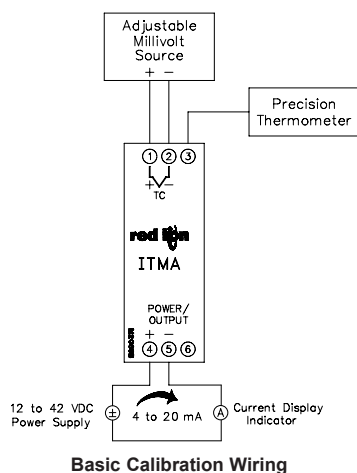 Adjustable
Millivolt
Source
+ −
Precision
Thermometer
1 2 3
+ −
TC
red lion
ITMA
POWER/
OUTPUT
+ −
4 5 6
12 to 42 VDC
Power Supply
±
4 to 20 mA
A
Current Display
Indicator
Basic Calibration Wiring